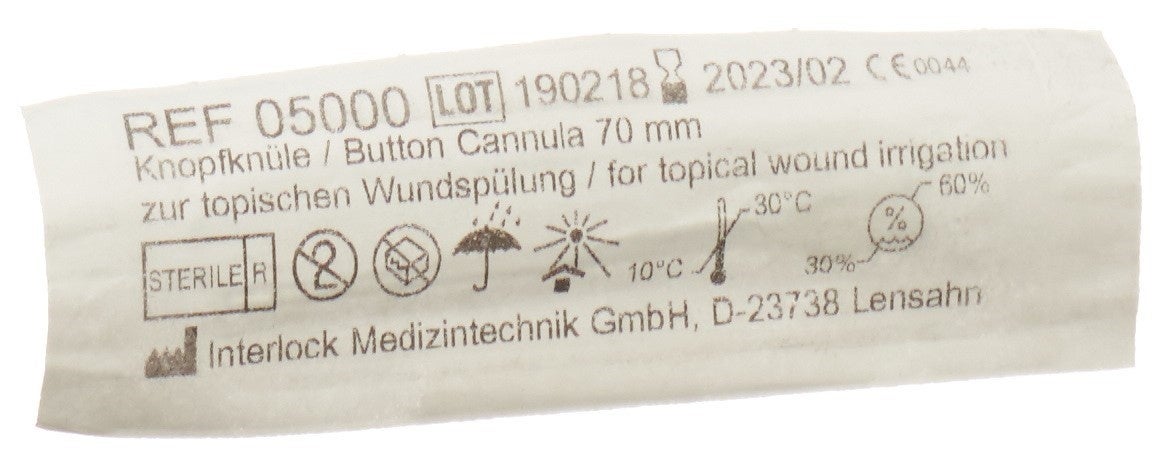 REF 05000 LOT 190218 2023/02 CE 0044
Knopfknüle / Button Cannula 70 mm
zur topischen Wundspülung / for topical wound irrigation
STERILE R 2 10°C 30°C 30% % 60%
Interlock Medizintechnik GmbH, D-23738 Lensahn